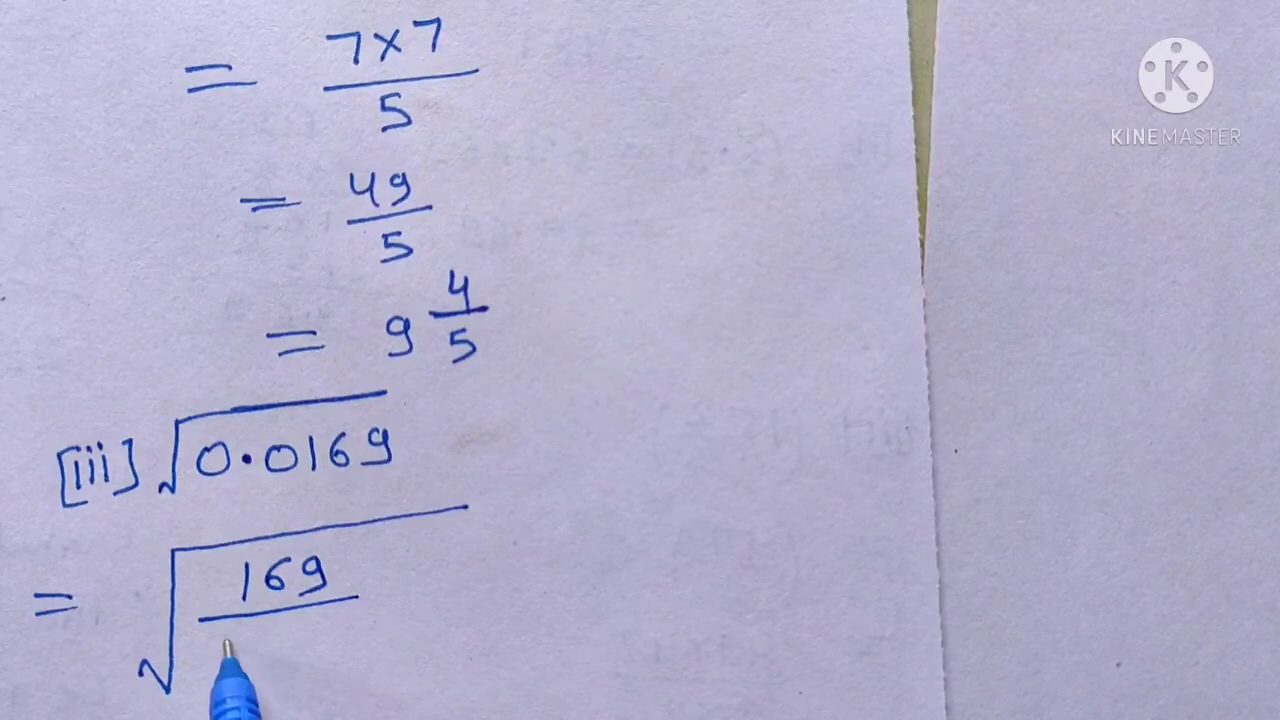 = 7×7/5
= 49/5
= 9 4/5
[iii] √0.0169
= √169
K
KINEMASTER